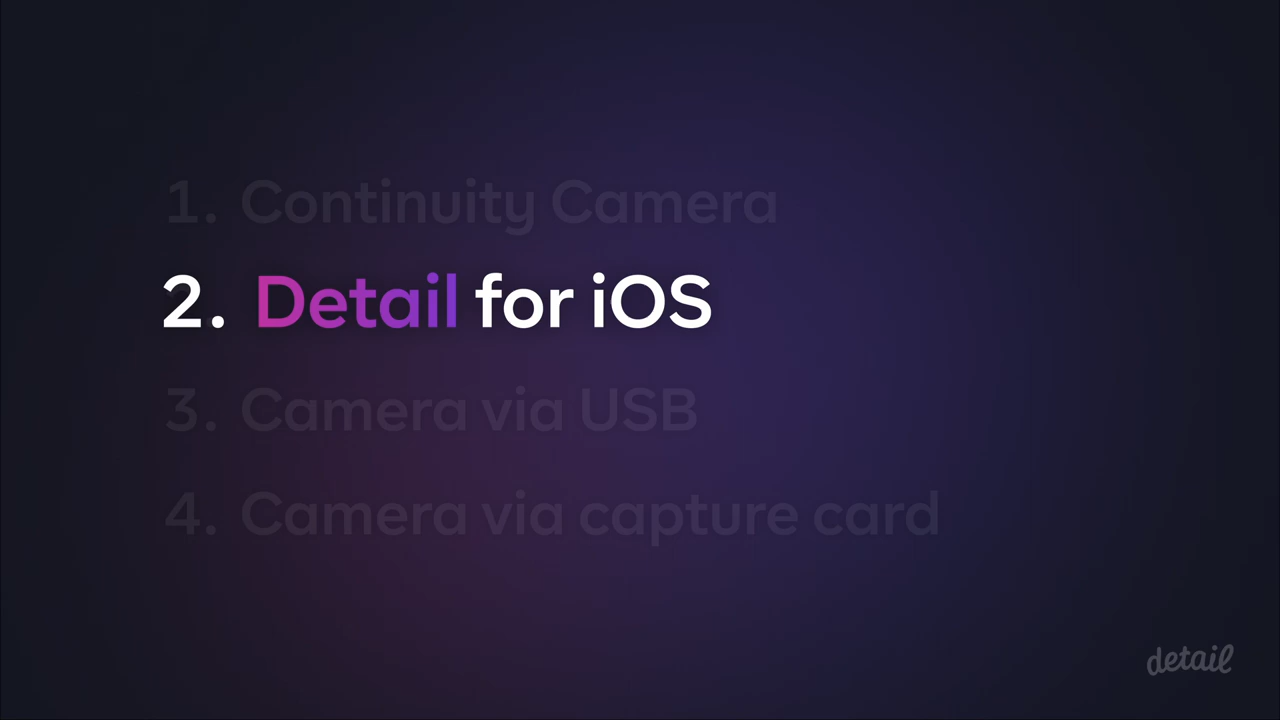 1. Continuity Camera
2. Detail for iOS
3. Camera via USB
4. Camera via capture card
detail